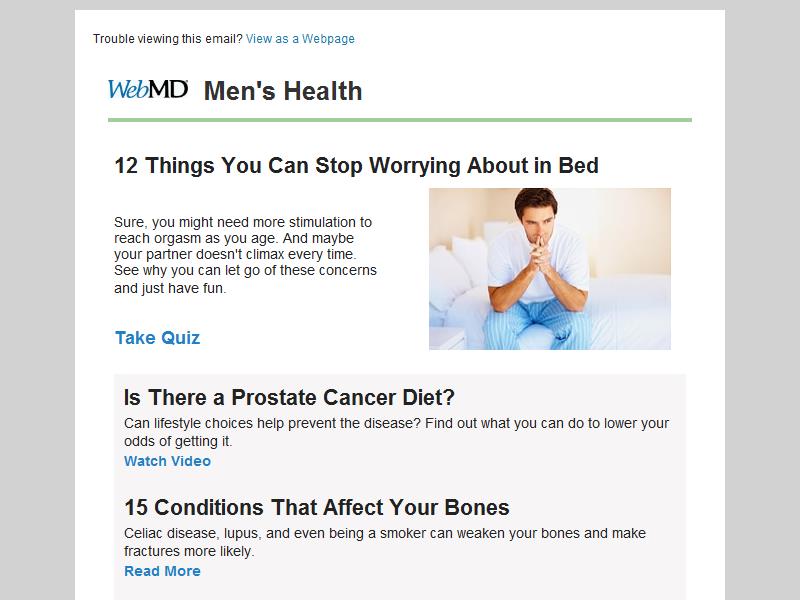 Trouble viewing this email? View as a Webpage
WebMD Men's Health
12 Things You Can Stop Worrying About in Bed
Sure, you might need more stimulation to
reach orgasm as you age. And maybe
your partner doesn't climax every time.
See why you can let go of these concerns
and just have fun.
Take Quiz
Is There a Prostate Cancer Diet?
Can lifestyle choices help prevent the disease? Find out what you can do to lower your
odds of getting it.
Watch Video
15 Conditions That Affect Your Bones
Celiac disease, lupus, and even being a smoker can weaken your bones and make
fractures more likely.
Read More